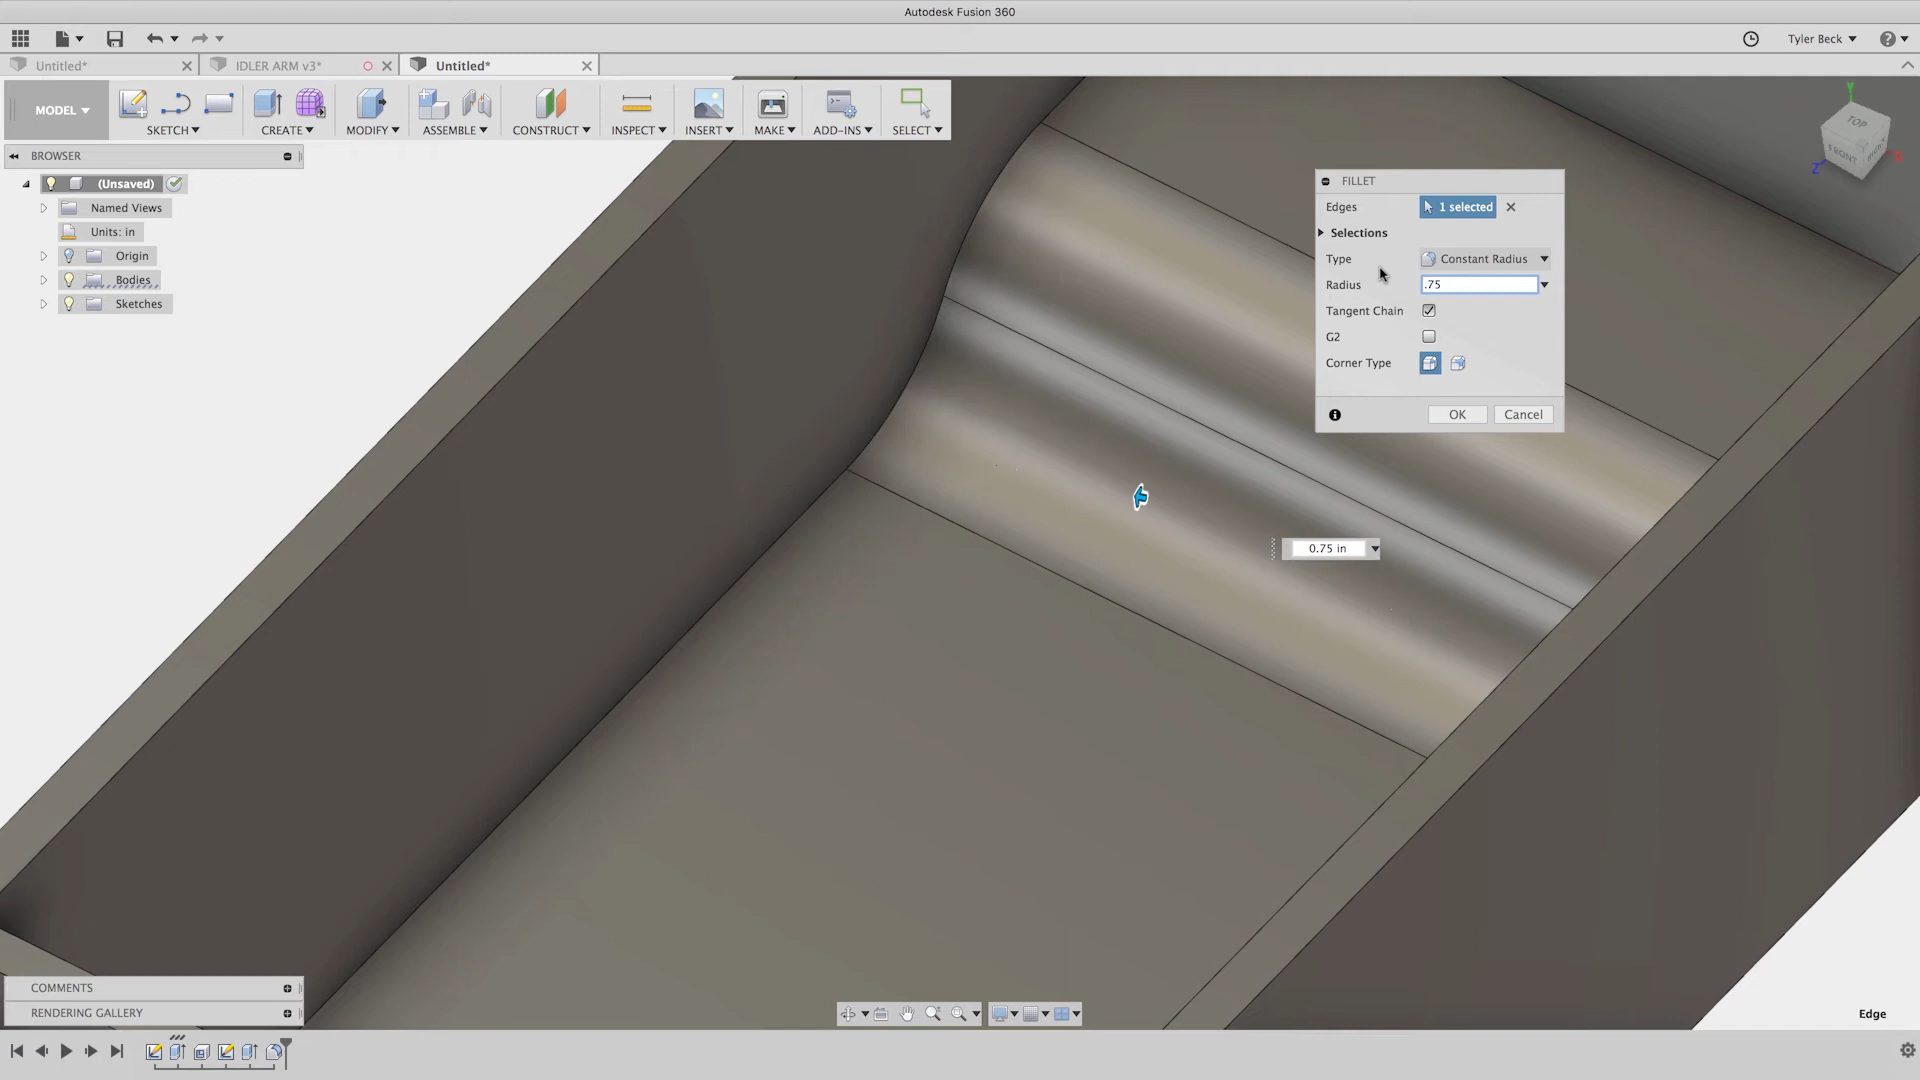 Autodesk Fusion 360
Tyler Beck
Untitled*
IDLER ARM v3*
Untitled*
MODEL
SKETCH
CREATE
MODIFY
ASSEMBLE
CONSTRUCT
INSPECT
INSERT
MAKE
ADD-INS
SELECT
BROWSER
(Unsaved)
Named Views
Units: in
Origin
Bodies
Sketches
Y
TOP
FRONT
RIGHT
X
Z
FILLET
Edges 1 selected
Selections
Type Constant Radius
Radius .75
Tangent Chain
G2
Corner Type
OK Cancel
0.75 in
COMMENTS
RENDERING GALLERY
Edge